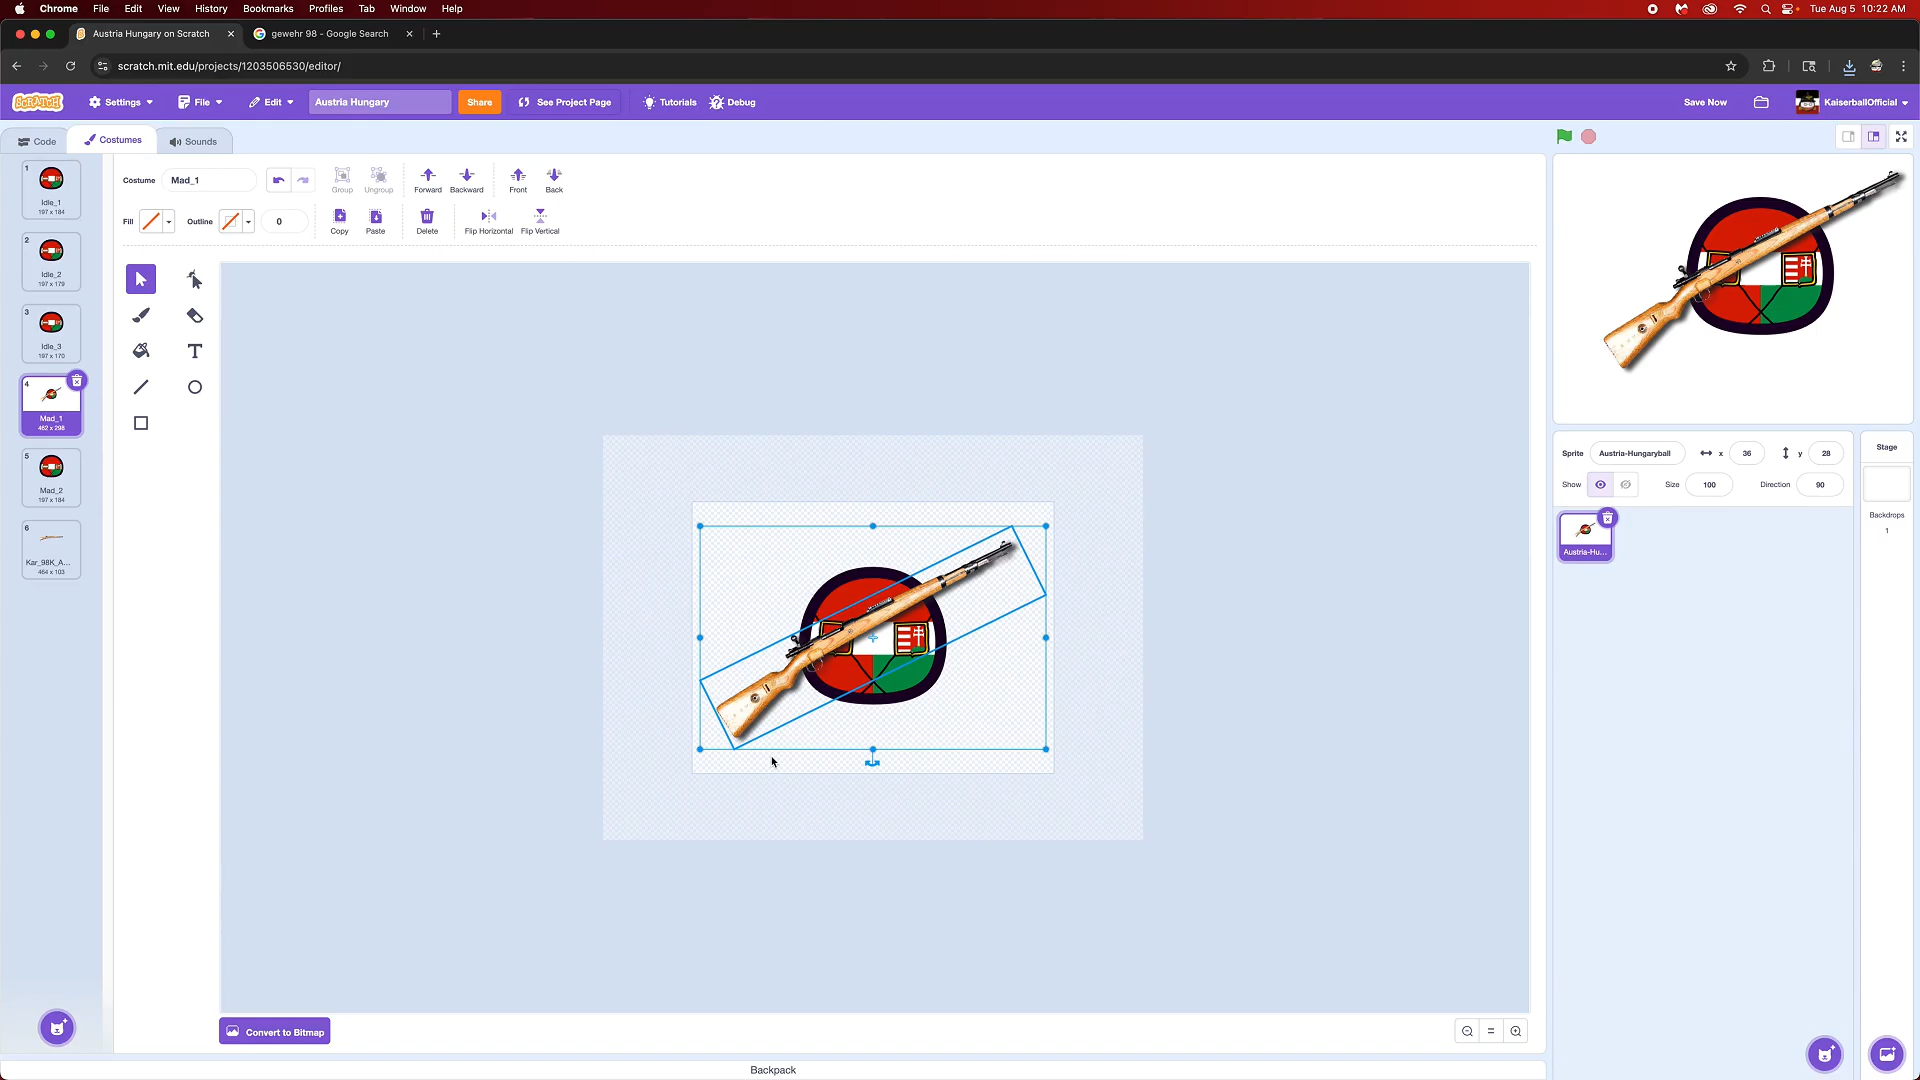 Chrome File Edit View History Bookmarks Profiles Tab Window Help Tue Aug 5 10:22 AM
Austria Hungary on Scratch gewehr 98 - Google Search
scratch.mit.edu/projects/1203506530/editor/
SCRATCH Settings File Edit Austria Hungary Share See Project Page Tutorials Debug Save Now KaiserballOfficial
Code Costumes Sounds
Costume Mad_1 Group Ungroup Forward Backward Front Back
Fill Outline 0 Copy Paste Delete Flip Horizontal Flip Vertical
1
Idle_1
197 x 184
2
Idle_2
197 x 179
3
Idle_3
197 x 170
4
Mad_1
462 x 298
5
Mad_2
197 x 184
6
Kar_98K_A...
464 x 103
Convert to Bitmap
Sprite Austria-Hungaryball x 36 y 28
Show Size 100 Direction 90
Austria-Hu...
Stage
Backdrops
1
Backpack